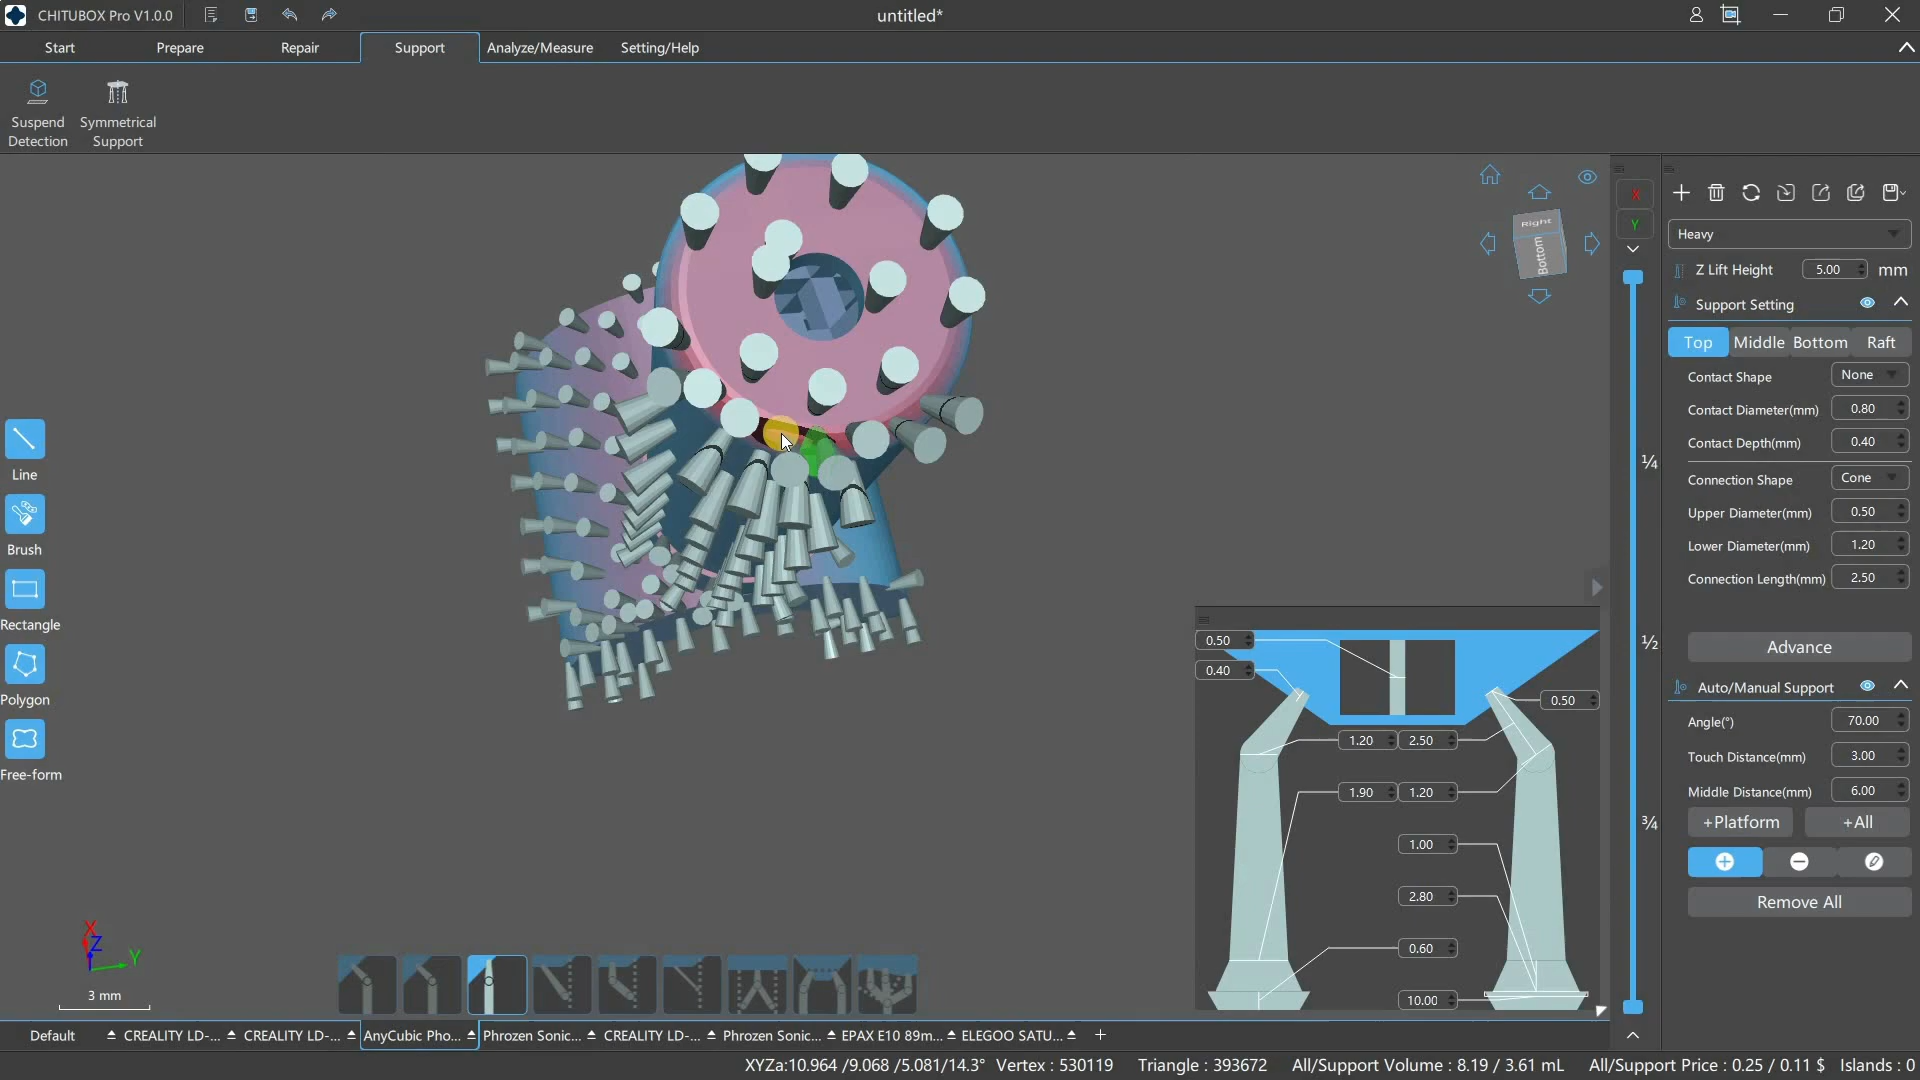 CHITUBOX Pro V1.0.0
untitled*
Start Prepare Repair Support Analyze/Measure Setting/Help
Suspend Detection
Symmetrical Support
Right
Bottom
X
Y
Heavy
Z Lift Height 5.00 mm
Support Setting
Top Middle Bottom Raft
Contact Shape None
Contact Diameter(mm) 0.80
Contact Depth(mm) 0.40
Connection Shape Cone
Upper Diameter(mm) 0.50
Lower Diameter(mm) 1.20
Connection Length(mm) 2.50
Advance
Auto/Manual Support
Angle(°) 70.00
Touch Distance(mm) 3.00
Middle Distance(mm) 6.00
+Platform +All
Remove All
1/4
1/2
3/4
Line
Brush
Rectangle
Polygon
Free-form
0.50
0.40
0.50
1.20 2.50
1.90 1.20
1.00
2.80
0.60
10.00
X
Z
Y
3 mm
Default CREALITY LD-... CREALITY LD-... AnyCubic Pho... Phrozen Sonic... CREALITY LD-... Phrozen Sonic... EPAX E10 89m... ELEGOO SATU... +
XYZa:10.964 /9.068 /5.081/14.3° Vertex : 530119 Triangle : 393672 All/Support Volume : 8.19 / 3.61 mL All/Support Price : 0.25 / 0.11 $ Islands : 0